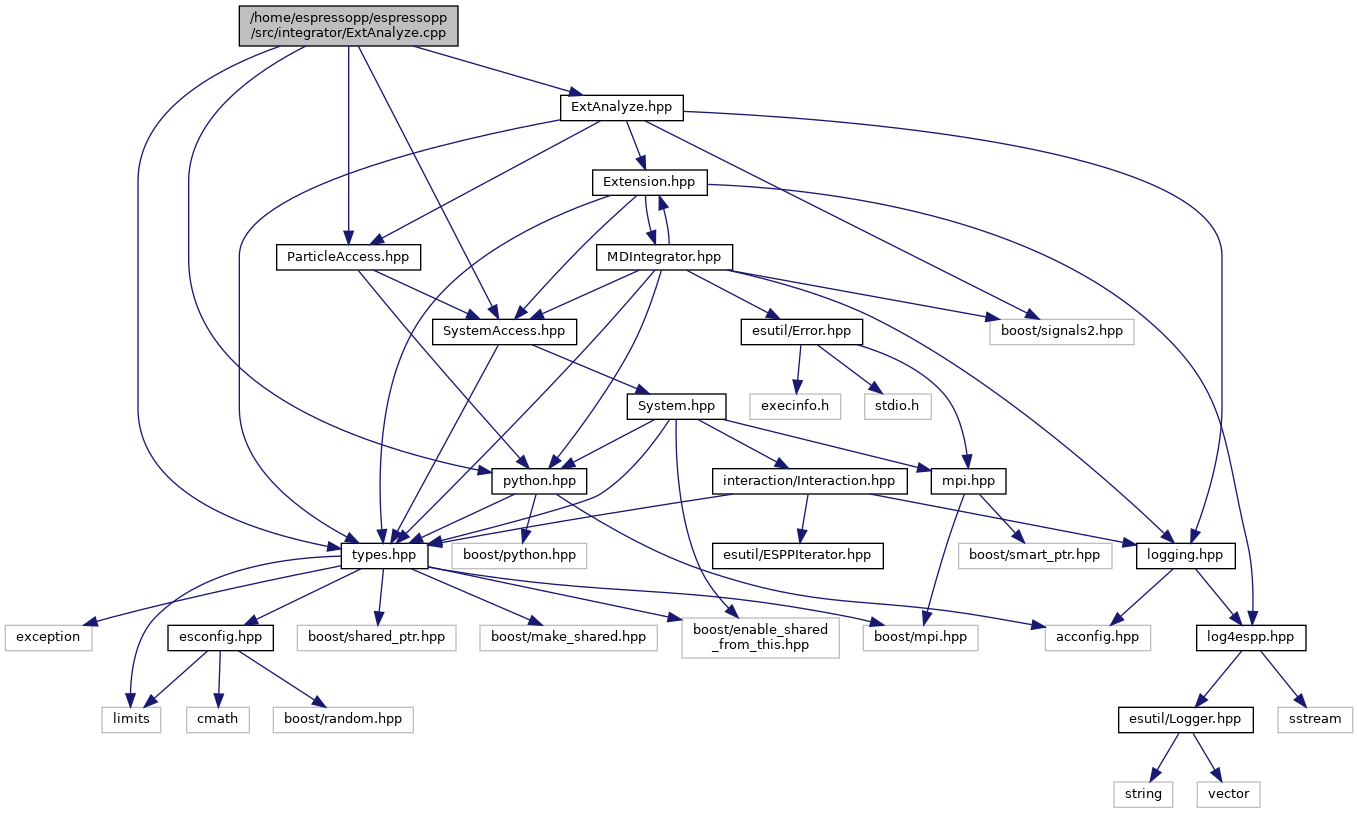 /home/espressopp/espressopp
/src/integrator/ExtAnalyze.cpp
ExtAnalyze.hpp
Extension.hpp
ParticleAccess.hpp
MDIntegrator.hpp
SystemAccess.hpp
esutil/Error.hpp
boost/signals2.hpp
System.hpp
execinfo.h
stdio.h
python.hpp
interaction/Interaction.hpp
mpi.hpp
types.hpp
boost/python.hpp
esutil/ESPPIterator.hpp
boost/smart_ptr.hpp
logging.hpp
exception
esconfig.hpp
boost/shared_ptr.hpp
boost/make_shared.hpp
boost/enable_shared
_from_this.hpp
boost/mpi.hpp
acconfig.hpp
log4espp.hpp
limits
cmath
boost/random.hpp
esutil/Logger.hpp
sstream
string
vector